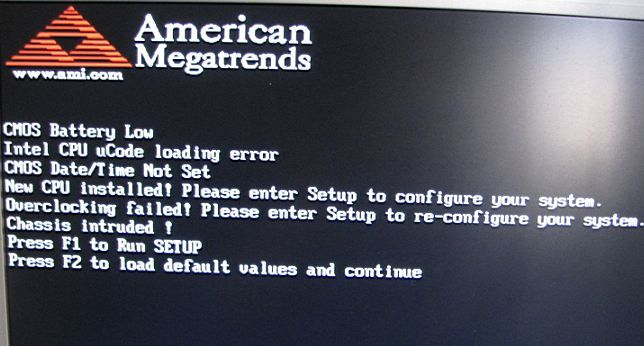 American
Megatrends
www.ami.com
CMOS Battery Low
Intel CPU uCode loading error
CMOS Date/Time Not Set
New CPU installed! Please enter Setup to configure your system.
Overclocking failed! Please enter Setup to re-configure your system.
Chassis intruded !
Press F1 to Run SETUP
Press F2 to load default values and continue